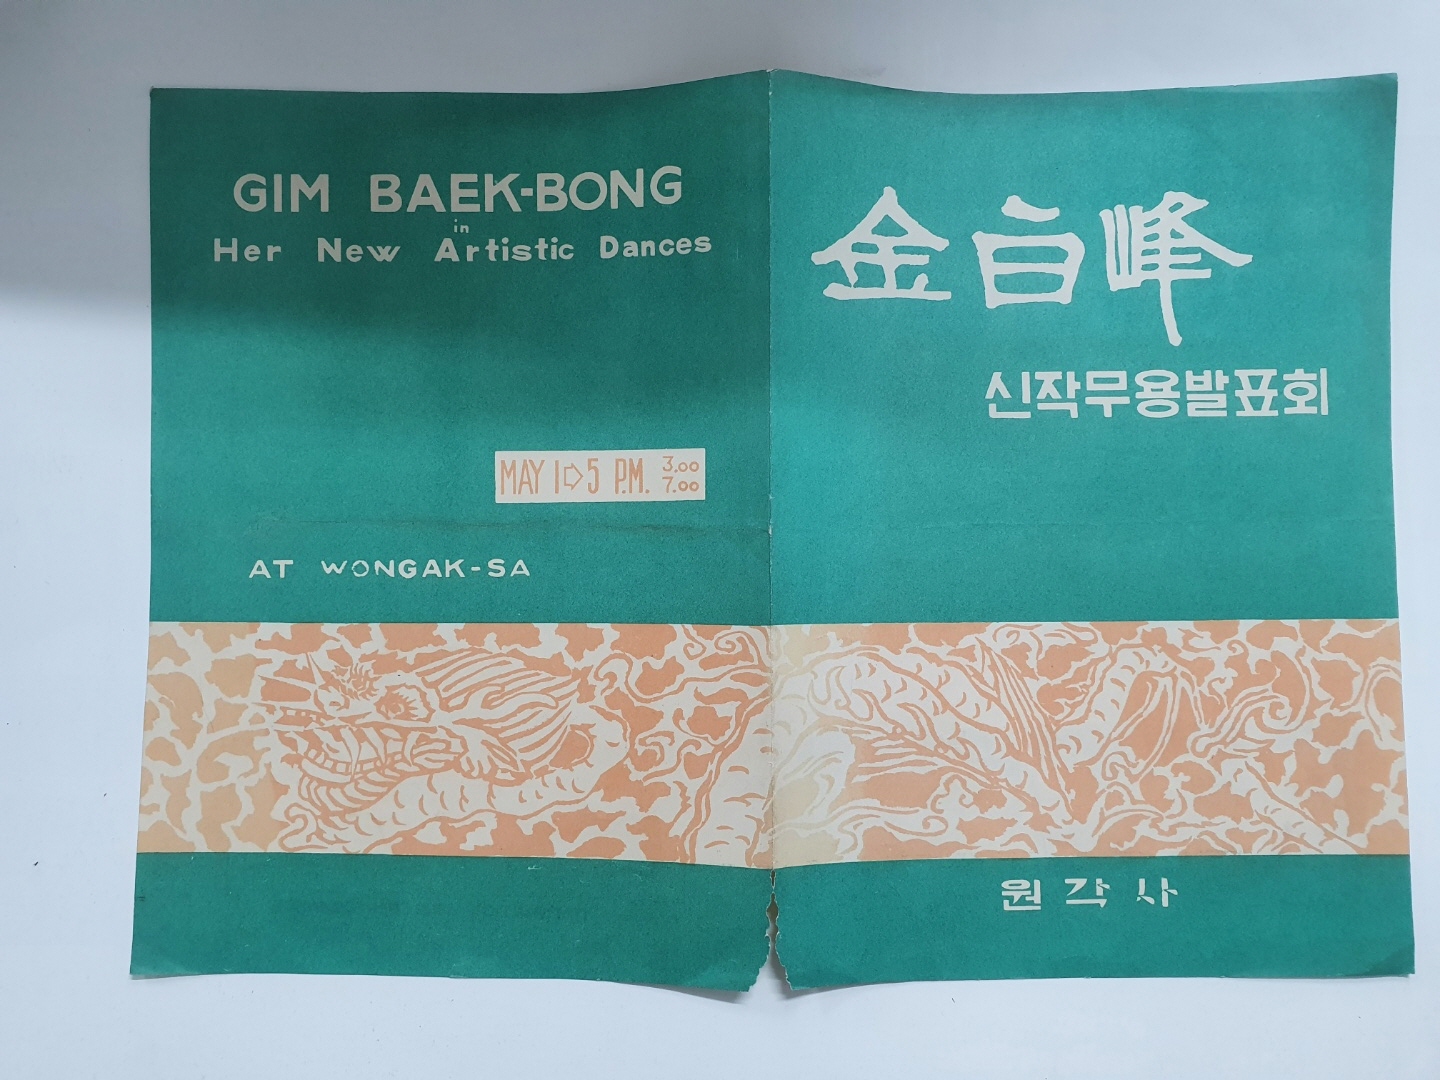 GIM BAEK-BONG
in
Her New Artistic Dances
MAY 1⇨5 P.M. 3.00
7.00
AT WONGAK-SA
金白峰
신작무용발표회
원각사